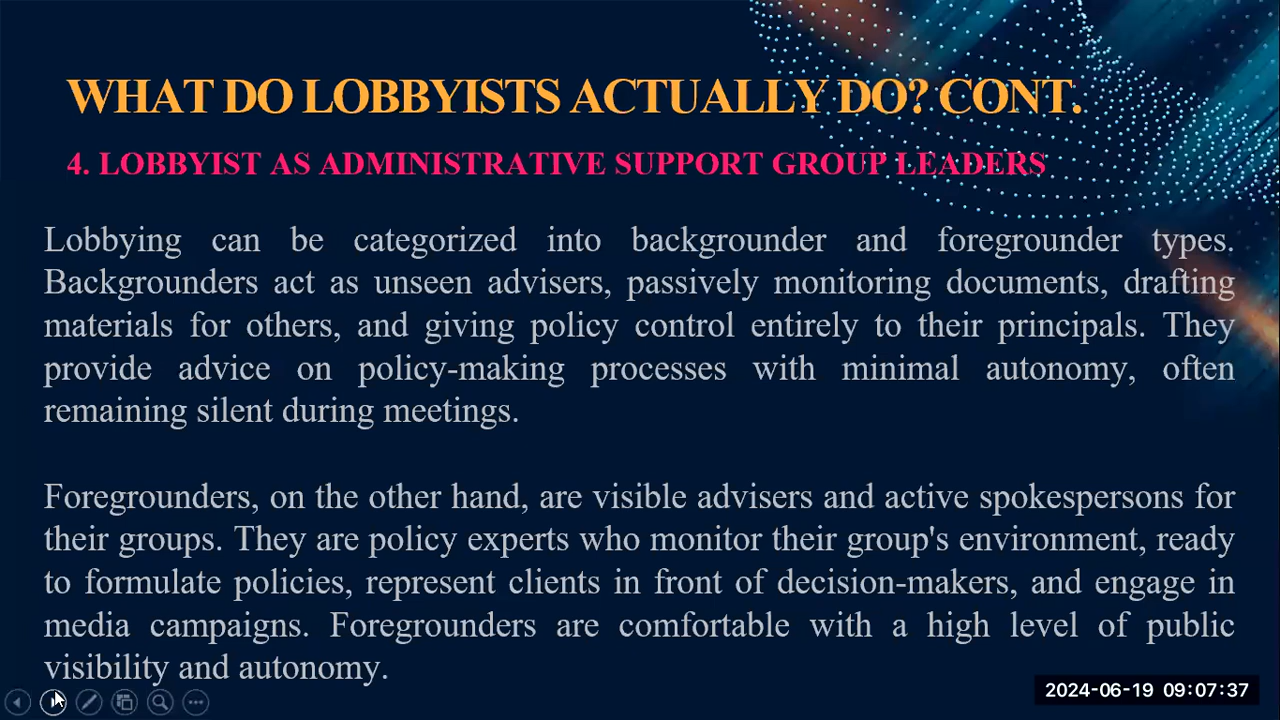 WHAT DO LOBBYISTS ACTUALLY DO? CONT.
4. LOBBYIST AS ADMINISTRATIVE SUPPORT GROUP LEADERS
Lobbying can be categorized into backgrounder and foregrounder types.
Backgrounders act as unseen advisers, passively monitoring documents, drafting
materials for others, and giving policy control entirely to their principals. They
provide advice on policy-making processes with minimal autonomy, often
remaining silent during meetings.
Foregrounders, on the other hand, are visible advisers and active spokespersons for
their groups. They are policy experts who monitor their group's environment, ready
to formulate policies, represent clients in front of decision-makers, and engage in
media campaigns. Foregrounders are comfortable with a high level of public
visibility and autonomy.
2024-06-19 09:07:37